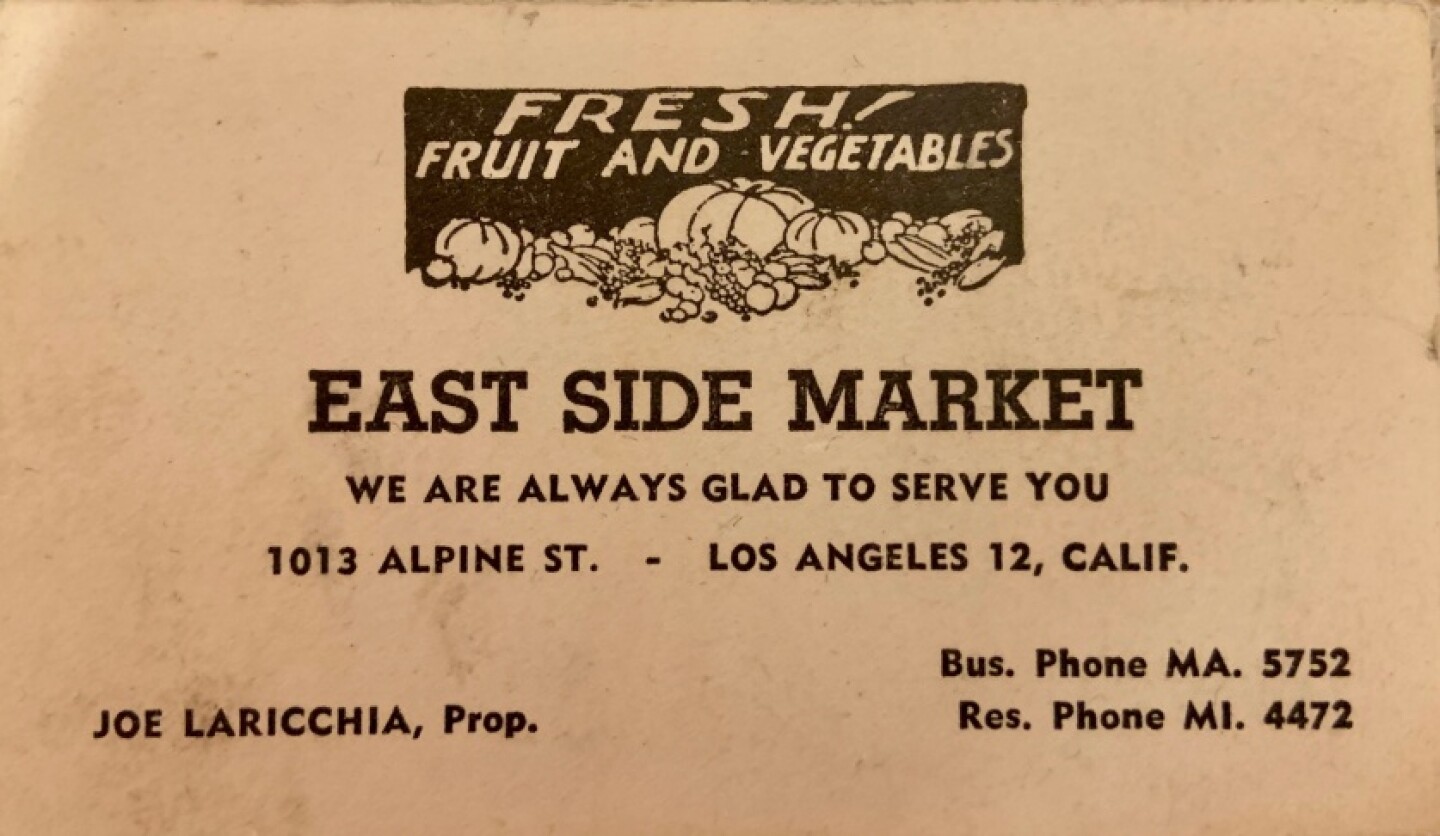 FRESH!
FRUIT AND VEGETABLES
EAST SIDE MARKET
WE ARE ALWAYS GLAD TO SERVE YOU
1013 ALPINE ST. - LOS ANGELES 12, CALIF.
Bus. Phone MA. 5752
JOE LARICCHIA, Prop.
Res. Phone MI. 4472